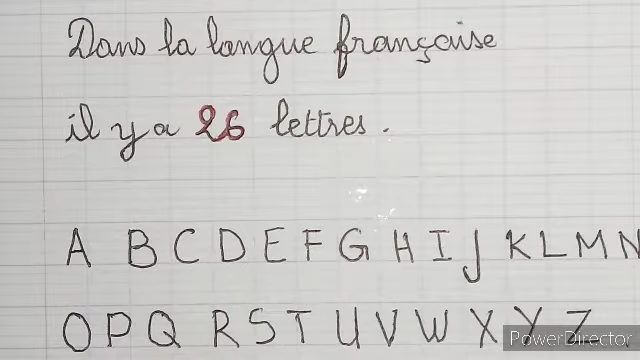 Dans la langue française
il y a 26 lettres.
A B C D E F G H I J K L M N
O P Q R S T U V W X Y Z
PowerDirector